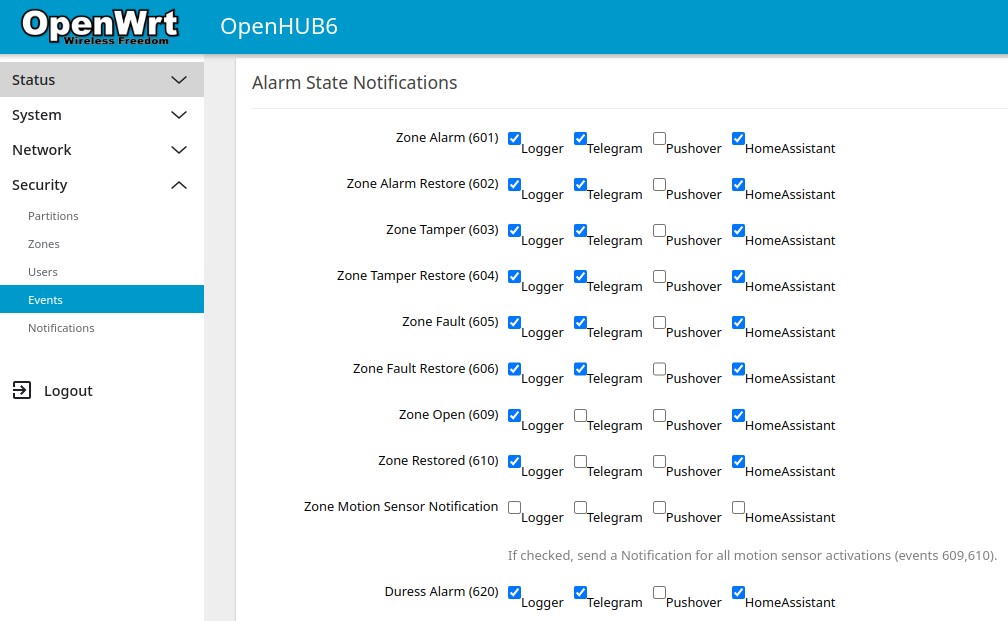 OpenWrt
Wireless Freedom
OpenHUB6
Status
System
Network
Security
Partitions
Zones
Users
Events
Notifications
Logout
Alarm State Notifications
Zone Alarm (601) Logger Telegram Pushover HomeAssistant
Zone Alarm Restore (602) Logger Telegram Pushover HomeAssistant
Zone Tamper (603) Logger Telegram Pushover HomeAssistant
Zone Tamper Restore (604) Logger Telegram Pushover HomeAssistant
Zone Fault (605) Logger Telegram Pushover HomeAssistant
Zone Fault Restore (606) Logger Telegram Pushover HomeAssistant
Zone Open (609) Logger Telegram Pushover HomeAssistant
Zone Restored (610) Logger Telegram Pushover HomeAssistant
Zone Motion Sensor Notification Logger Telegram Pushover HomeAssistant
If checked, send a Notification for all motion sensor activations (events 609,610).
Duress Alarm (620) Logger Telegram Pushover HomeAssistant